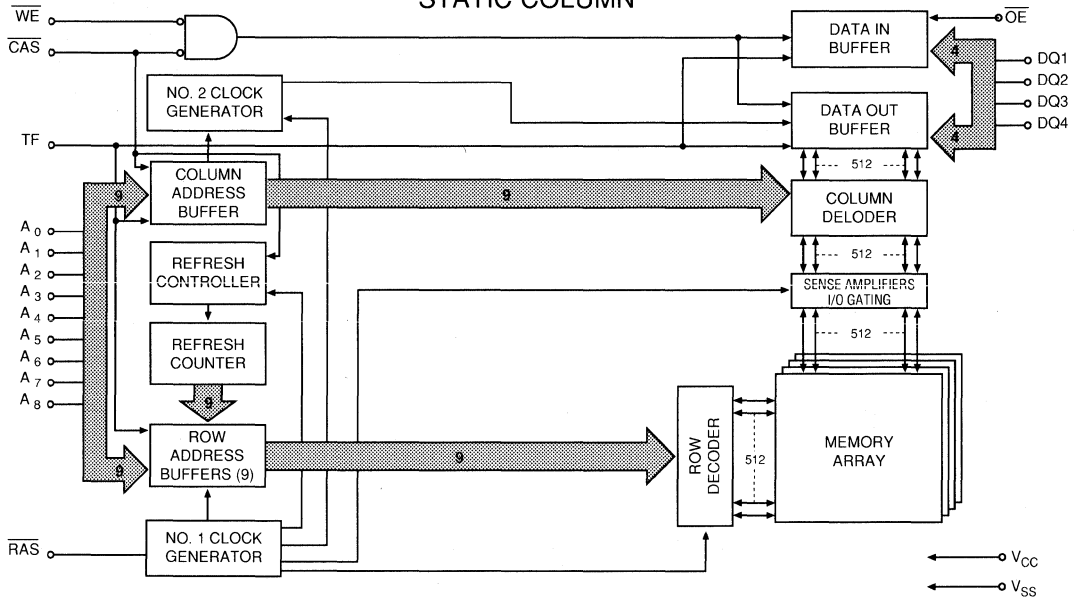 STATIC COLUMN
WE
CAS
TF
A0
A1
A2
A3
A4
A5
A6
A7
A8
RAS
NO. 2 CLOCK
GENERATOR
COLUMN
ADDRESS
BUFFER
REFRESH
CONTROLLER
REFRESH
COUNTER
9
ROW
ADDRESS
BUFFERS (9)
NO. 1 CLOCK
GENERATOR
9
9
9
9
DATA IN
BUFFER
DATA OUT
BUFFER
512
COLUMN
DELODER
512
SENSE AMPLIFIERS
I/O GATING
512
ROW
DECODER
512
MEMORY
ARRAY
OE
4
4
DQ1
DQ2
DQ3
DQ4
VCC
VSS